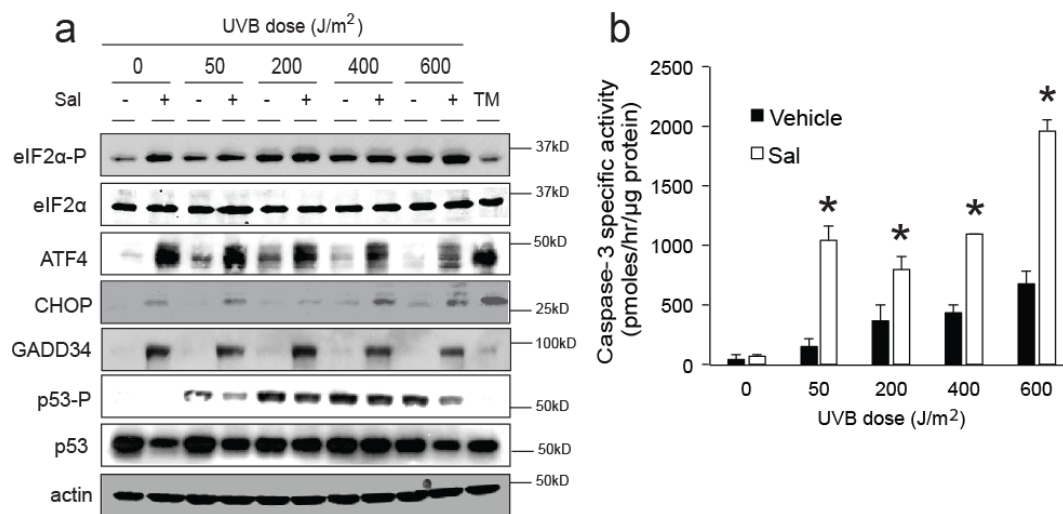 a
UVB dose (J/m²)
0 50 200 400 600
Sal - + - + - + - + - + TM
eIF2α-P 37kD
eIF2α 37kD
ATF4 50kD
CHOP 25kD
GADD34 100kD
p53-P 50kD
p53 50kD
actin 50kD
b
Caspase-3 specific activity
(pmoles/hr/µg protein)
2500
2000
1500
1000
500
0
Vehicle
Sal
* * * *
0 50 200 400 600
UVB dose (J/m²)